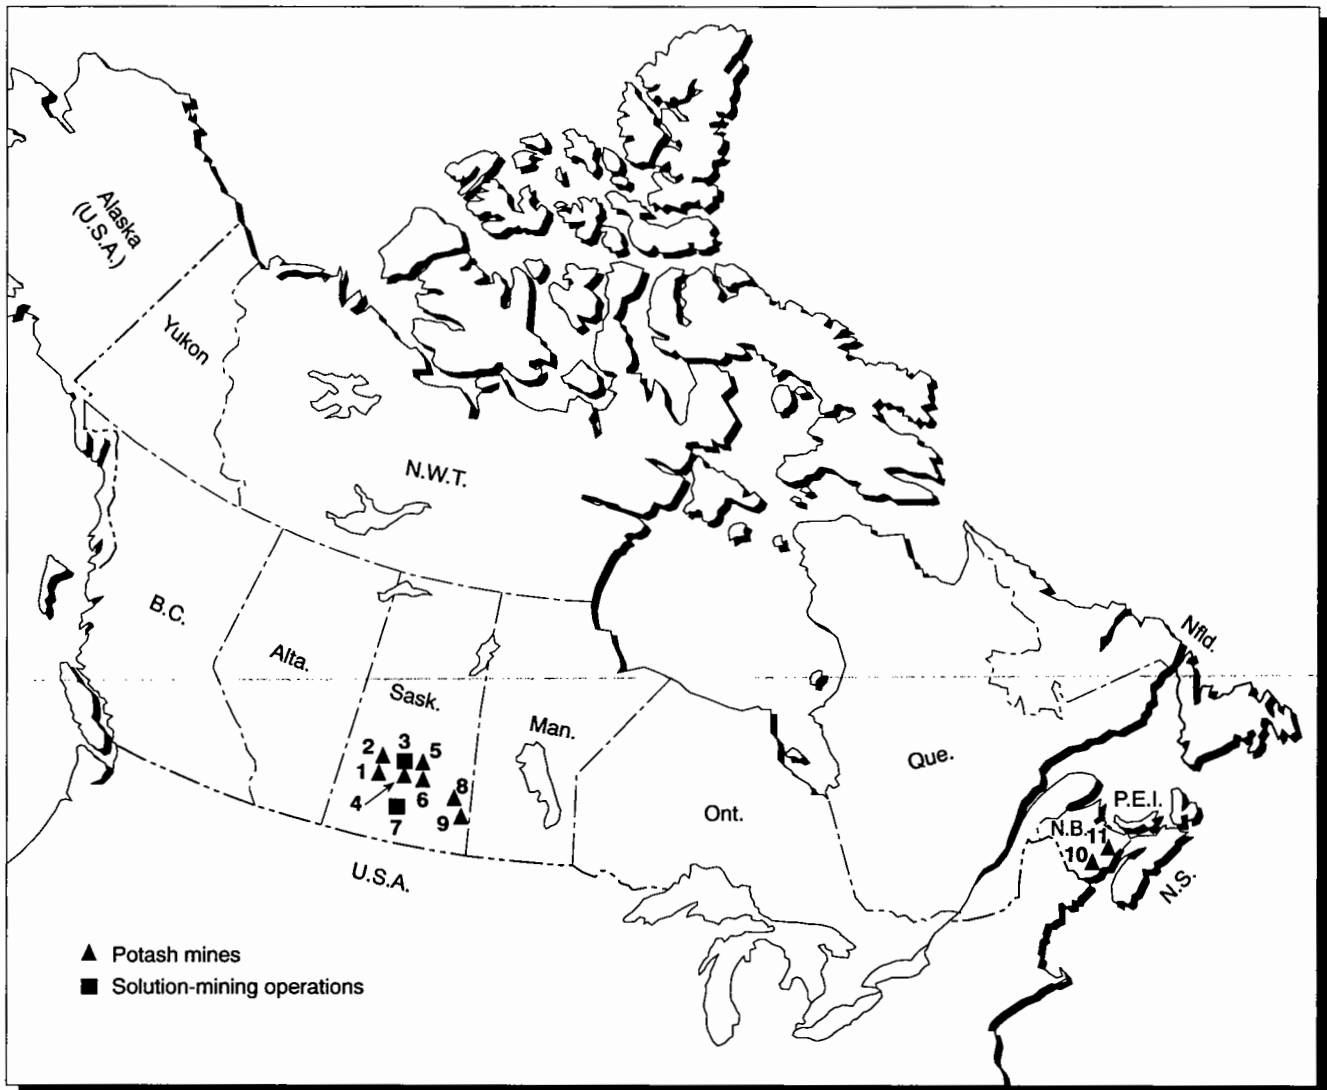 Alaska
(U.S.A.)
Yukon
N.W.T.
B.C.
Alta.
Sask.
Man.
Ont.
Que.
Nfld.
P.E.I.
N.B.
N.S.
U.S.A.
2
3
5
1
4
6
7
8
9
11
10
Potash mines
Solution-mining operations